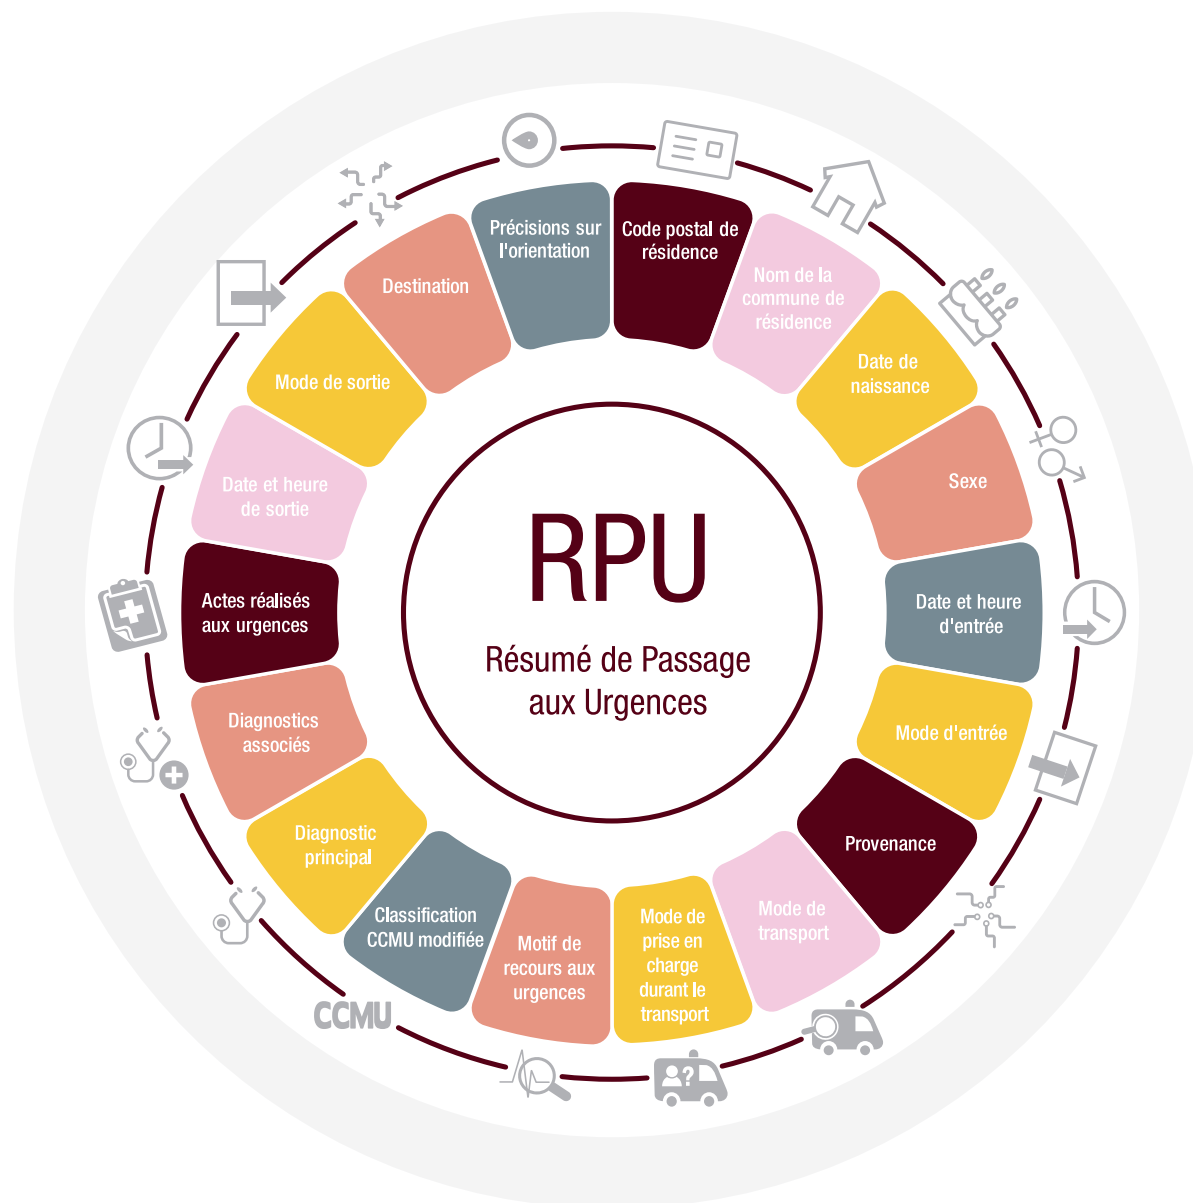 RPU
Résumé de Passage
aux Urgences
Code postal de
résidence
Nom de la
commune de
résidence
Date de
naissance
Sexe
Date et heure
d'entrée
Mode d'entrée
Provenance
Mode de
transport
Mode de
prise en
charge
durant le
transport
Motif de
recours aux
urgences
Classification
CCMU modifiée
Diagnostic
principal
Diagnostics
associés
Actes réalisés
aux urgences
Date et heure
de sortie
Mode de sortie
Destination
Précisions sur
l'orientation
?
CCMU